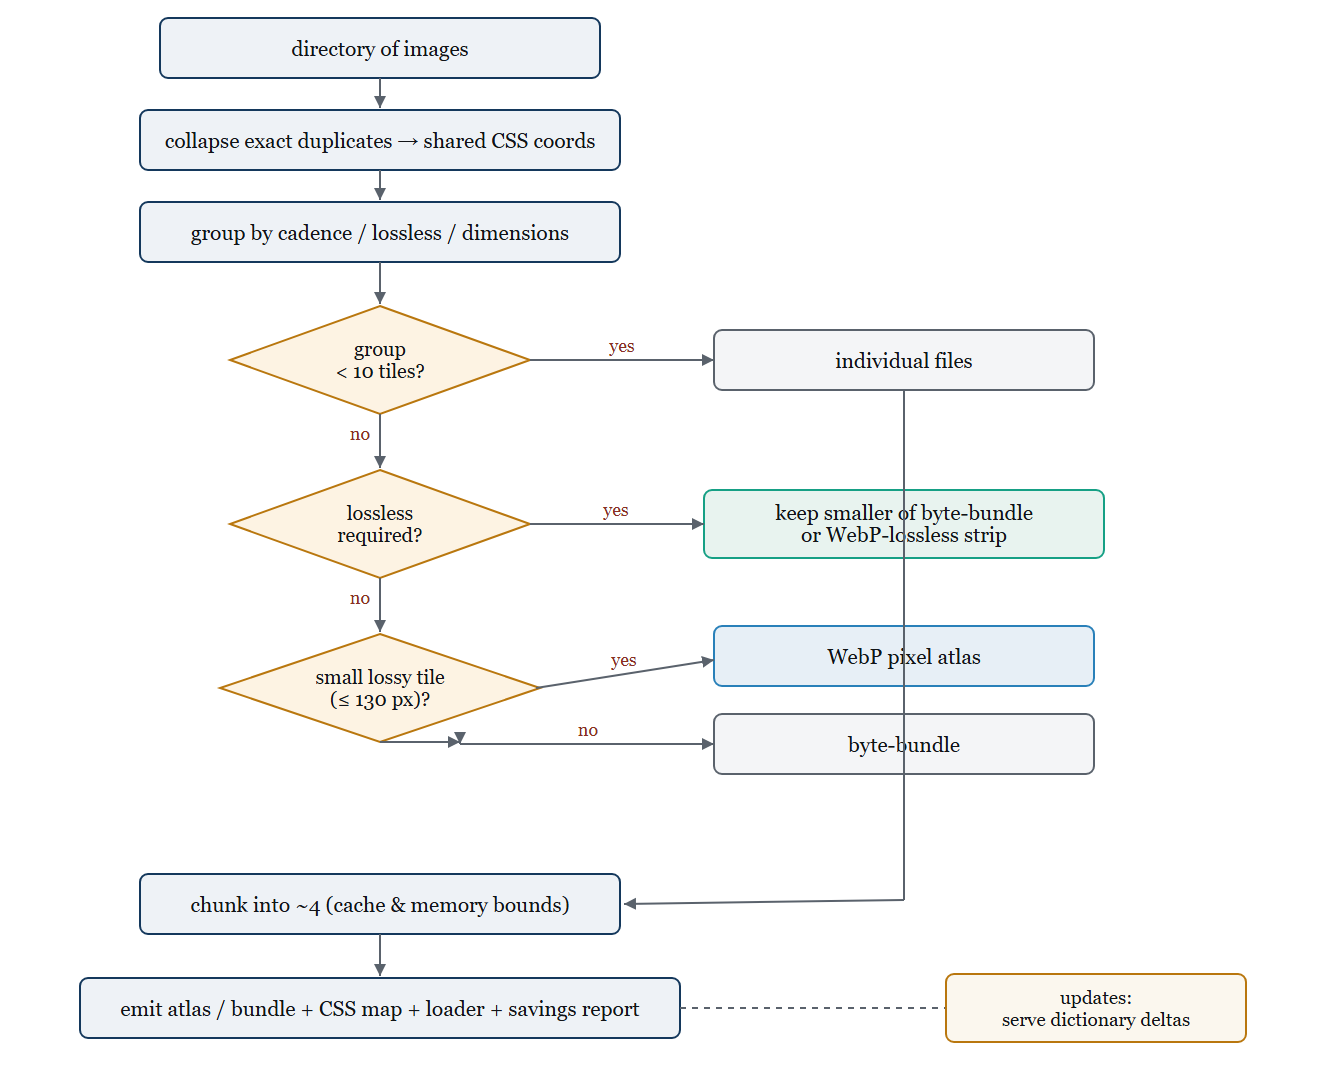 directory of images
collapse exact duplicates → shared CSS coords
group by cadence / lossless / dimensions
group
< 10 tiles?
yes
individual files
no
lossless
required?
yes
keep smaller of byte-bundle
or WebP-lossless strip
no
small lossy tile
(≤ 130 px)?
yes
WebP pixel atlas
no
byte-bundle
chunk into ~4 (cache & memory bounds)
emit atlas / bundle + CSS map + loader + savings report
updates:
serve dictionary deltas